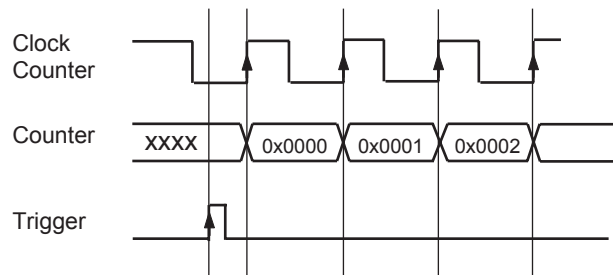 Clock
Counter
Counter
XXXX
0x0000
0x0001
0x0002
Trigger